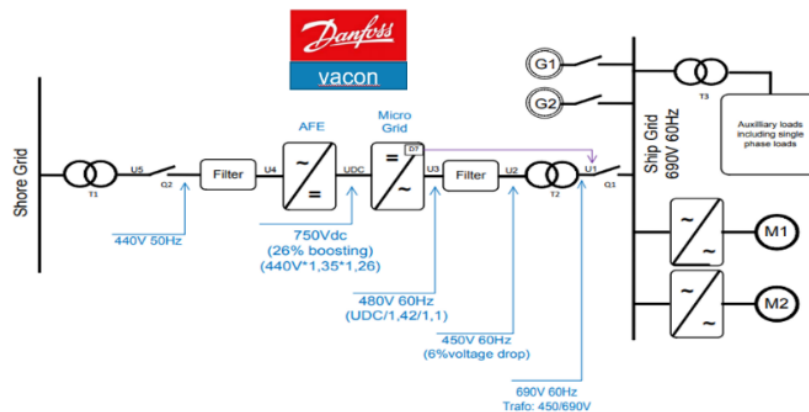 Danfoss
vacon
G1
G2
T3
Auxilliary loads
including single
phase loads
Ship Grid
690V 60Hz
Shore Grid
T1
U5
Q2
Filter
U4
AFE
~
=
UDC
Micro
Grid
=
D7
~
U3
Filter
U2
T2
U1
Q1
440V 50Hz
750Vdc
(26% boosting)
(440V*1,35*1,26)
480V 60Hz
(UDC/1,42/1,1)
450V 60Hz
(6%voltage drop)
690V 60Hz
Trafo: 450/690V
~
~
M1
~
~
M2